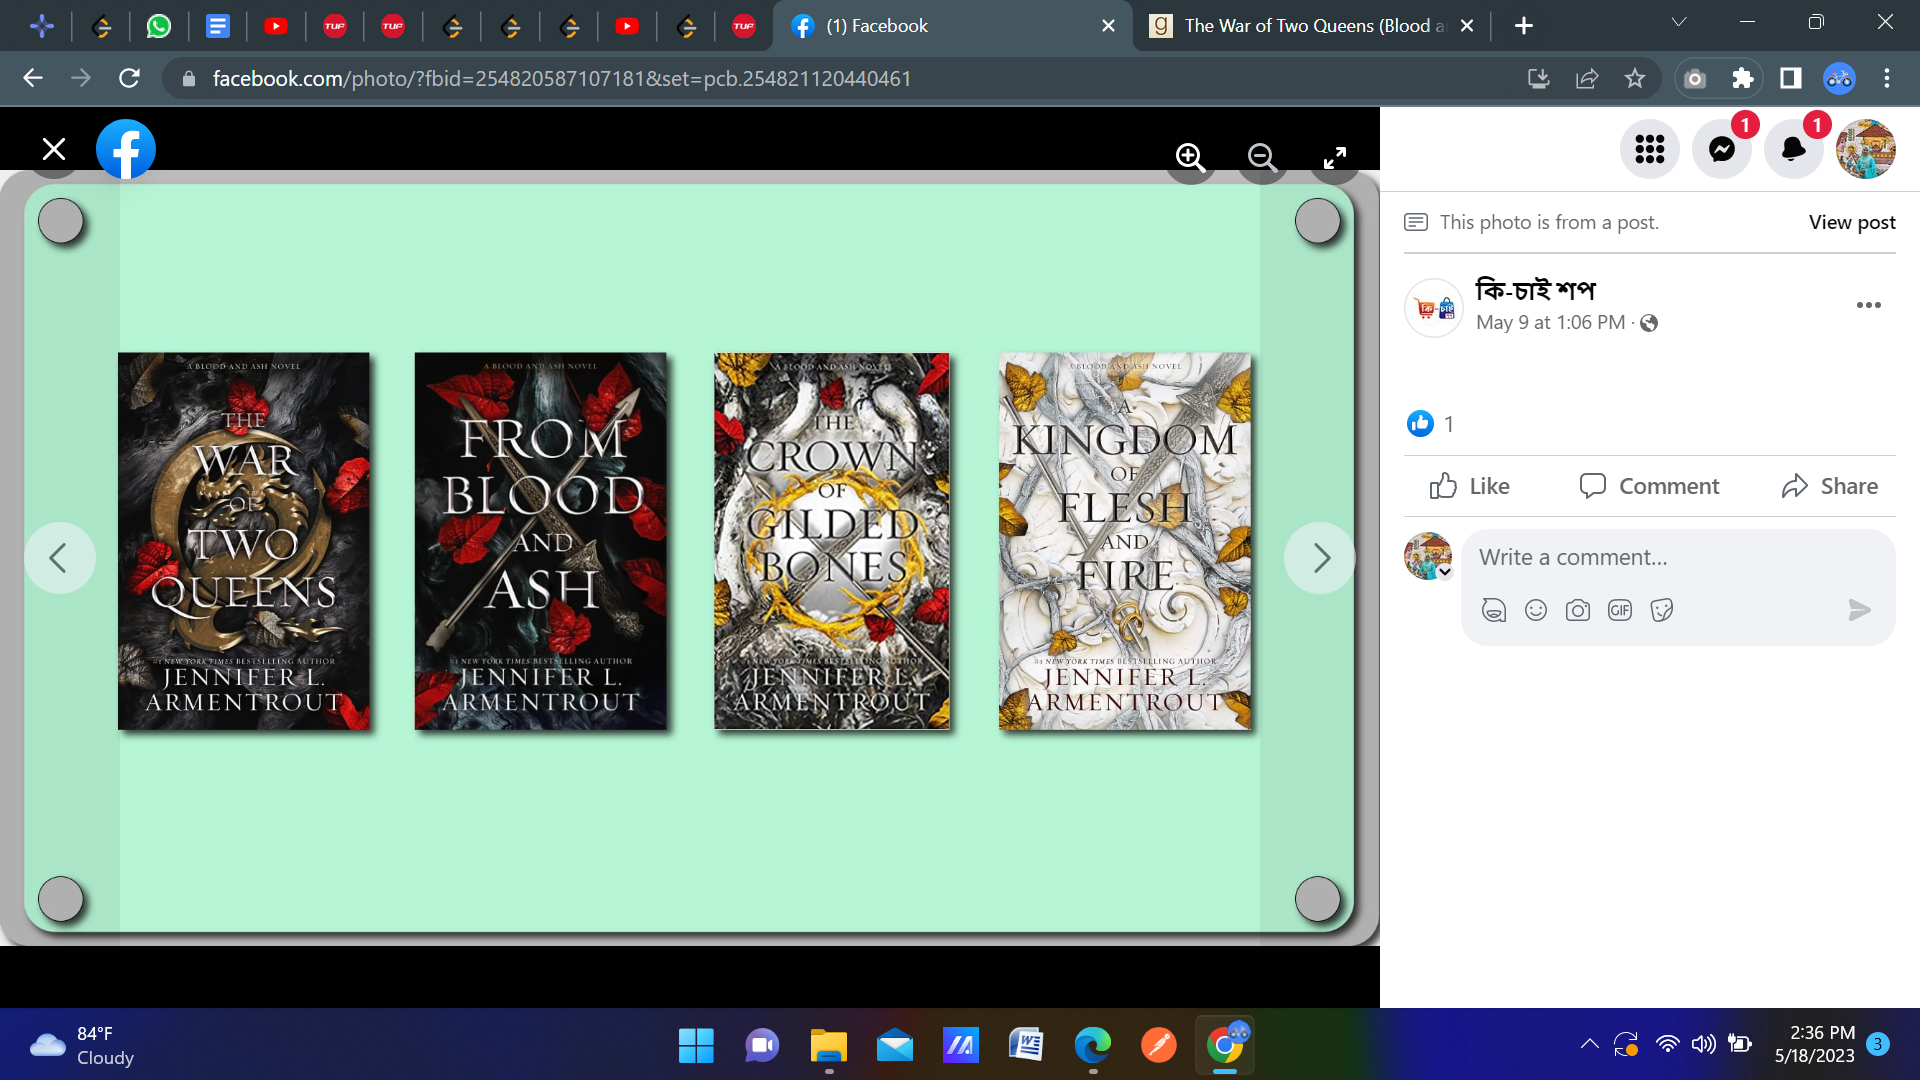 (1) Facebook
The War of Two Queens (Blood a
facebook.com/photo/?fbid=254820587107181&set=pcb.254821120440461
1
1
This photo is from a post.
View post
কি-চাই শপ
May 9 at 1:06 PM ·
1
Like
Comment
Share
Write a comment...
GIF
A BLOOD AND ASH NOVEL
THE
WAR
OF
TWO
QUEENS
#1 NEW YORK TIMES BESTSELLING AUTHOR
JENNIFER L.
ARMENTROUT
A BLOOD AND ASH NOVEL
FROM
BLOOD
AND
ASH
#1 NEW YORK TIMES BESTSELLING AUTHOR
JENNIFER L.
ARMENTROUT
A BLOOD AND ASH NOVEL
THE
CROWN
OF
GILDED
BONES
#1 NEW YORK TIMES BESTSELLING AUTHOR
JENNIFER L.
ARMENTROUT
A BLOOD AND ASH NOVEL
A
KINGDOM
OF
FLESH
AND
FIRE
#1 NEW YORK TIMES BESTSELLING AUTHOR
JENNIFER L.
ARMENTROUT
84°F
Cloudy
2:36 PM
5/18/2023
3